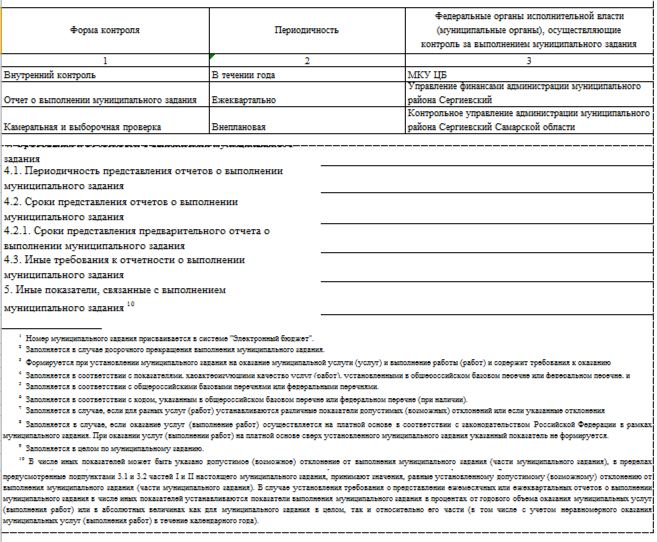 Форма контроля
Периодичность
Федеральные органы исполнительной власти
(муниципальные органы), осуществляющие
контроль за выполнением муниципального задания
1
2
3
Внутренний контроль
В течении года
МКУ ЦБ
Отчет о выполнении муниципального задания
Ежеквартально
Управление финансами администрации муниципального
района Сергиевский
Камеральная и выборочная проверка
Внеплановая
Контрольное управление администрации муниципального
района Сергиевский Самарской области
задания
4.1. Периодичность представления отчетов о выполнении
муниципального задания
4.2. Сроки представления отчетов о выполнении
муниципального задания
4.2.1. Сроки представления предварительного отчета о
выполнении муниципального задания
4.3. Иные требования к отчетности о выполнении
муниципального задания
5. Иные показатели, связанные с выполнением
муниципального задания 10
1 Номер муниципального задания присваивается в системе "Электронный бюджет".
2 Заполняется в случае досрочного прекращения выполнения муниципального задания.
3 Формируется при установлении муниципального задания на оказание муниципальной услуги (услуг) и выполнение работы (работ) и содержит требования к оказанию
4 Заполняется в соответствии с показателями, характеризующими качество услуг (работ), установленными в общероссийском базовом перечне или федеральном перечне, и
5 Заполняется в соответствии с общероссийскими базовыми перечнями или федеральными перечнями.
6 Заполняется в соответствии с кодом, указанным в общероссийском базовом перечне или федеральном перечне (при наличии).
7 Заполняется в случае, если для разных услуг (работ) устанавливаются различные показатели допустимых (возможных) отклонений или если указанные отклонения
8 Заполняется в случае, если оказание услуг (выполнение работ) осуществляется на платной основе в соответствии с законодательством Российской Федерации в рамках
муниципального задания. При оказании услуг (выполнении работ) на платной основе сверх установленного муниципального задания указанный показатель не формируется.
9 Заполняется в целом по муниципальному заданию.
10 В числе иных показателей может быть указано допустимое (возможное) отклонение от выполнения муниципального задания (части муниципального задания), в пределах
предусмотренные подпунктами 3.1 и 3.2 частей I и II настоящего муниципального задания, принимают значения, равные установленному допустимому (возможному) отклонению от
выполнения муниципального задания (части муниципального задания). В случае установления требования о представлении ежемесячных или ежеквартальных отчетов о выполнении
муниципального задания в числе иных показателей устанавливаются показатели выполнения муниципального задания в процентах от годового объема оказания муниципальных услуг
(выполнения работ) или в абсолютных величинах как для муниципального задания в целом, так и относительно его части (в том числе с учетом неравномерного оказания
муниципальных услуг (выполнения работ) в течение календарного года).